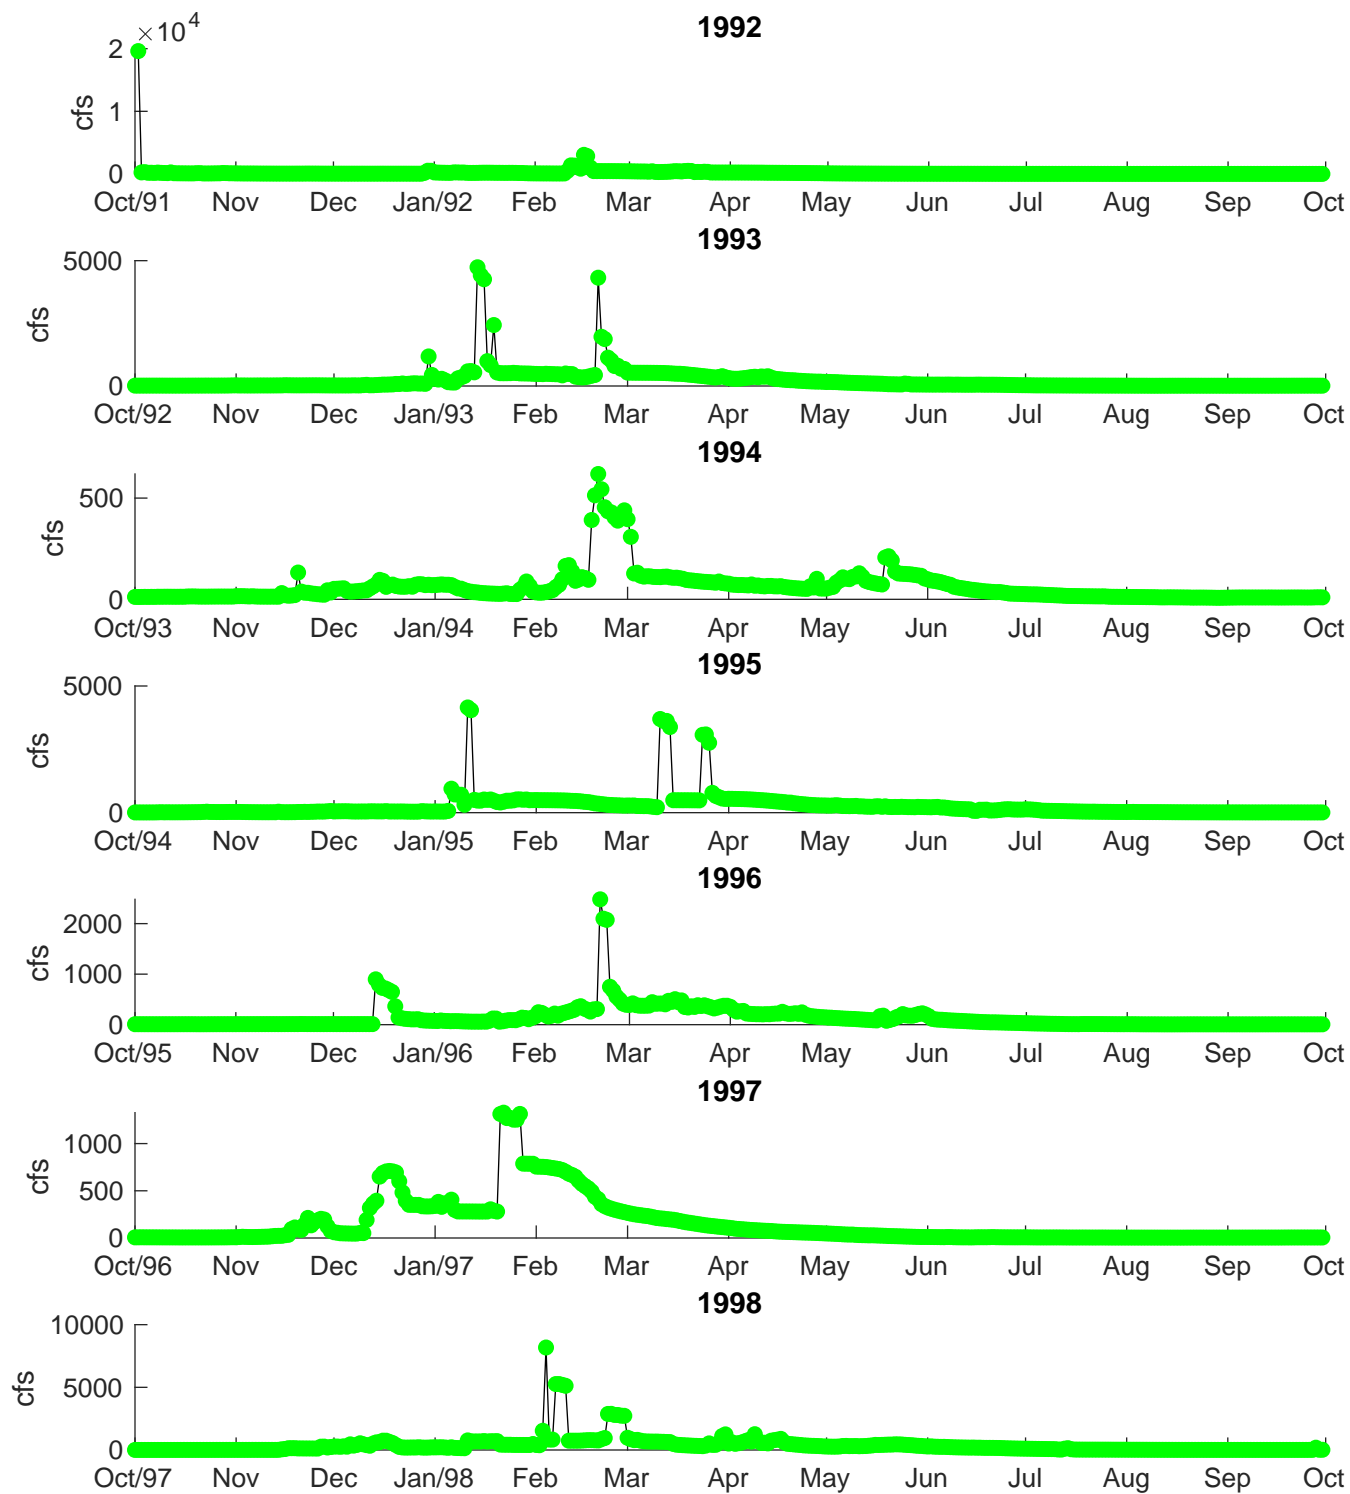 1992
×10^4
2
1
0
cfs
Oct/91 Nov Dec Jan/92 Feb Mar Apr May Jun Jul Aug Sep Oct
1993
5000
0
cfs
Oct/92 Nov Dec Jan/93 Feb Mar Apr May Jun Jul Aug Sep Oct
1994
500
0
cfs
Oct/93 Nov Dec Jan/94 Feb Mar Apr May Jun Jul Aug Sep Oct
1995
5000
0
cfs
Oct/94 Nov Dec Jan/95 Feb Mar Apr May Jun Jul Aug Sep Oct
1996
2000
1000
0
cfs
Oct/95 Nov Dec Jan/96 Feb Mar Apr May Jun Jul Aug Sep Oct
1997
1000
500
0
cfs
Oct/96 Nov Dec Jan/97 Feb Mar Apr May Jun Jul Aug Sep Oct
1998
10000
5000
0
cfs
Oct/97 Nov Dec Jan/98 Feb Mar Apr May Jun Jul Aug Sep Oct